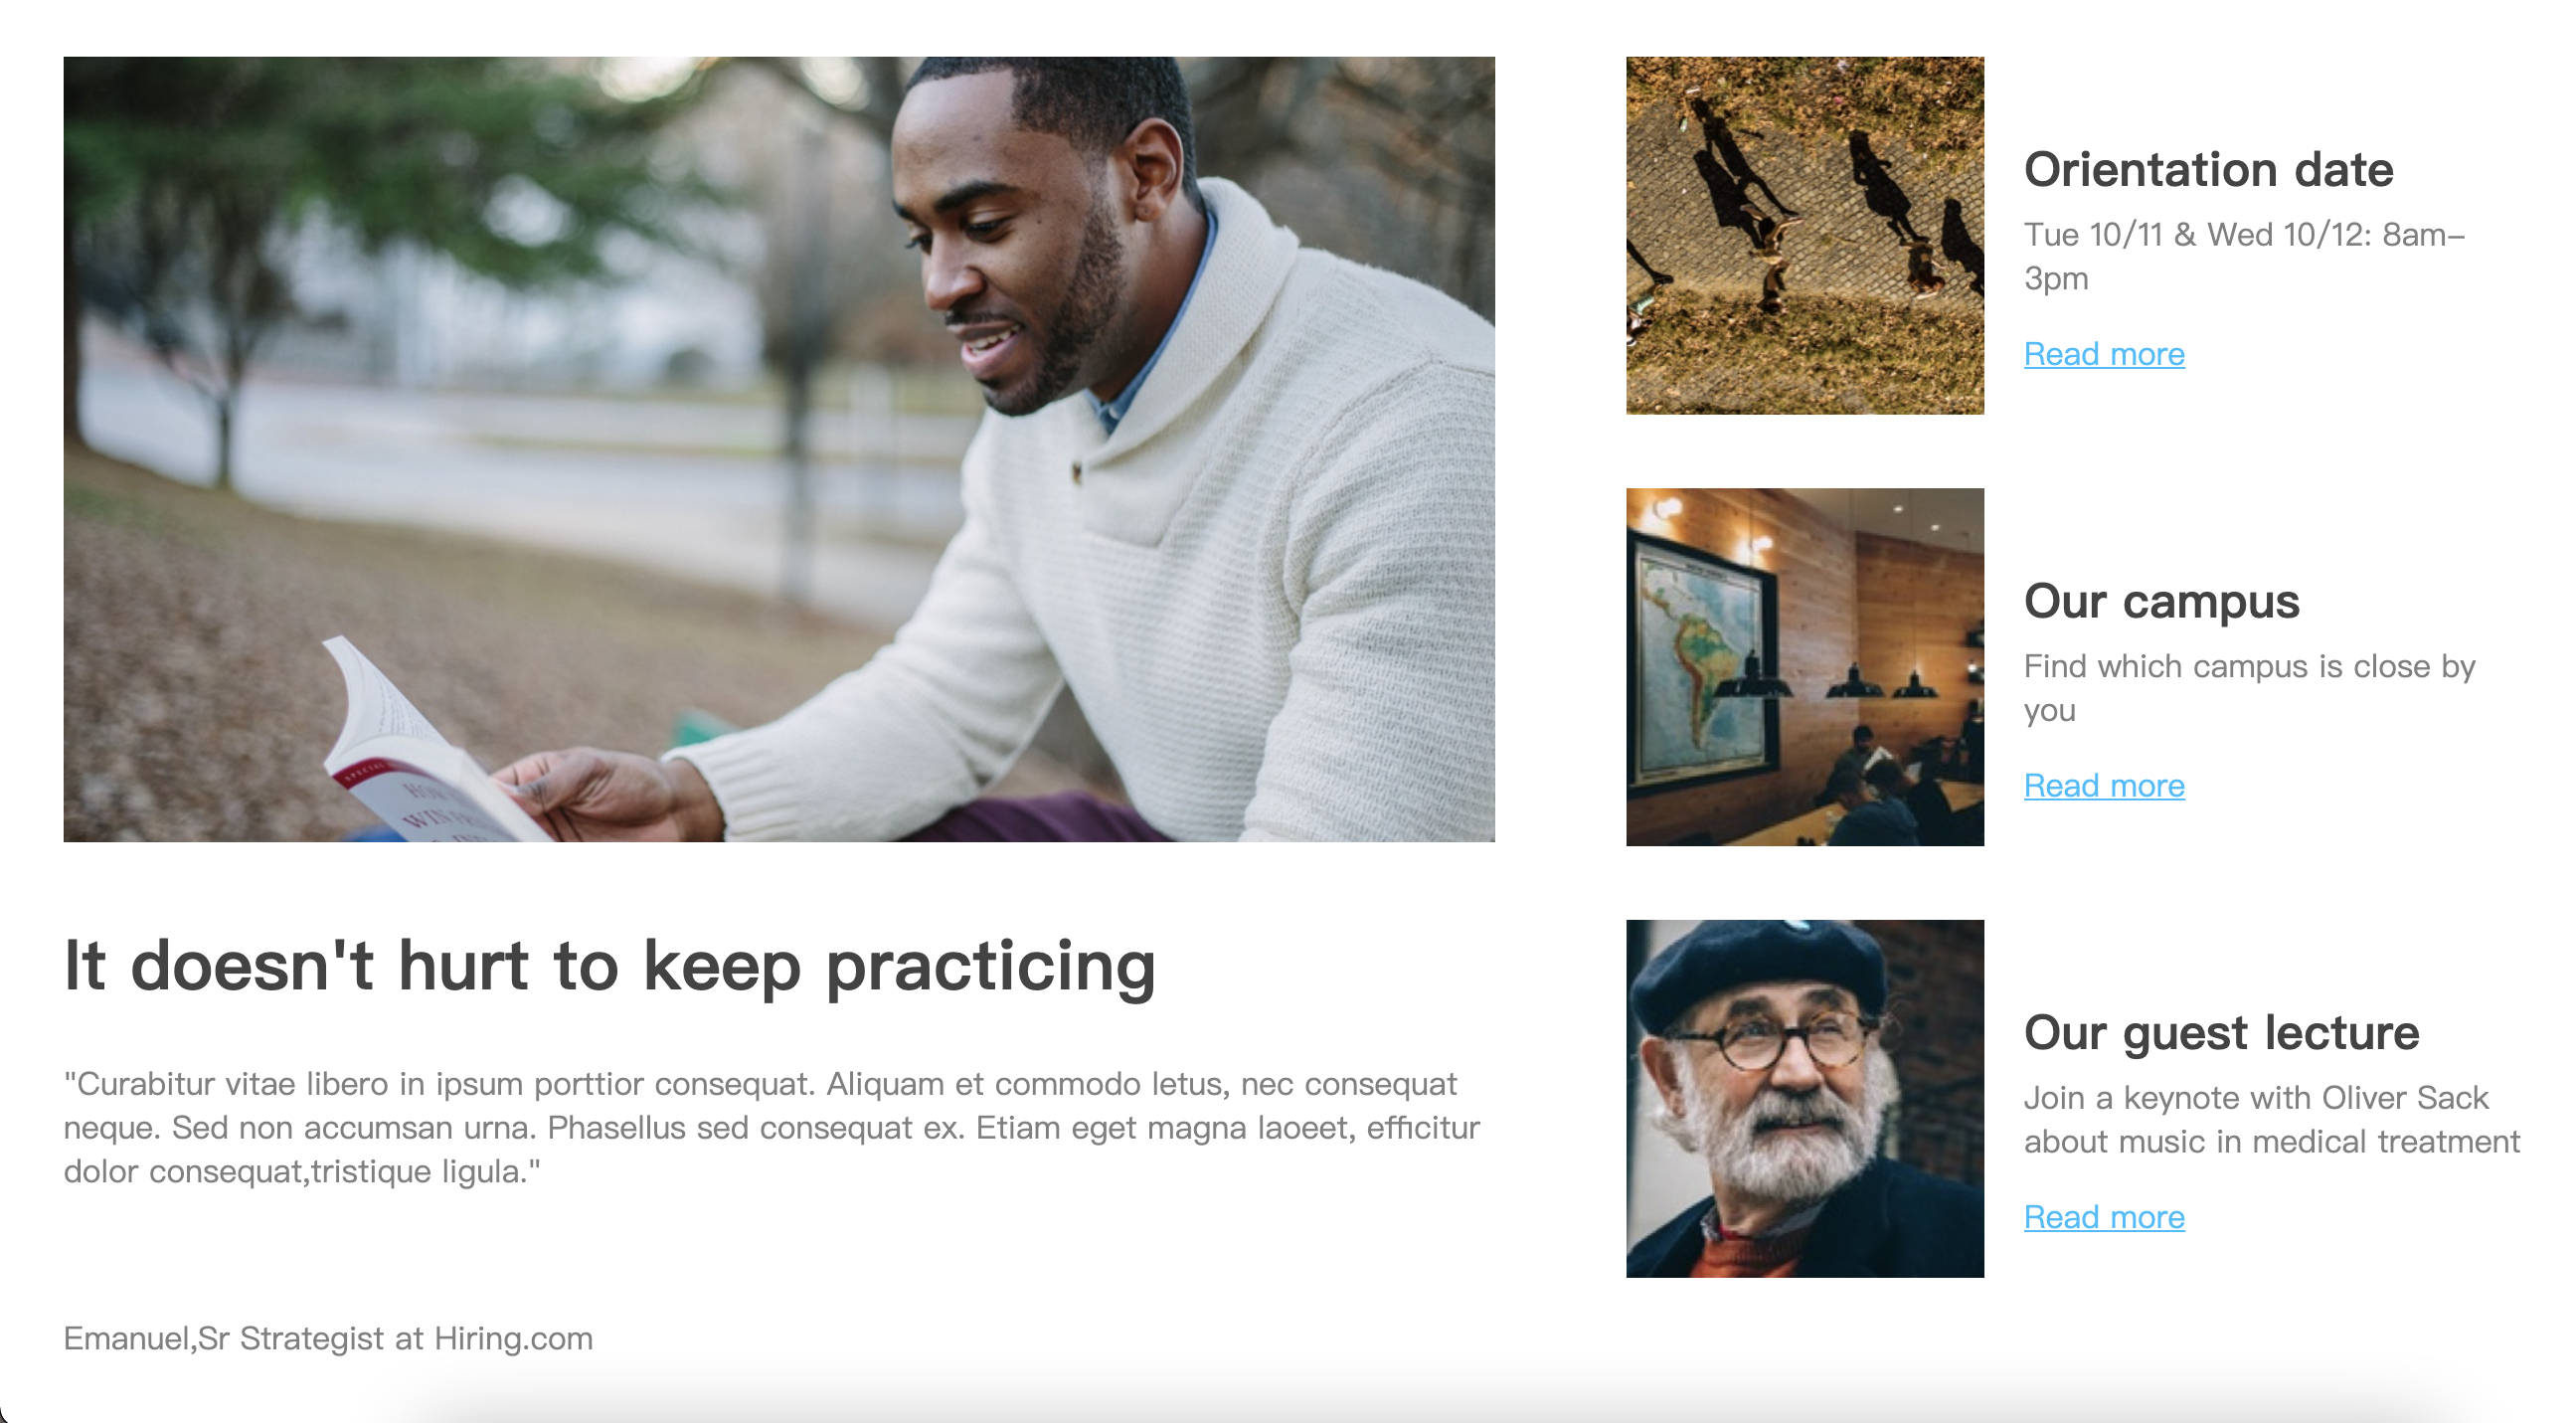 It doesn't hurt to keep practicing
"Curabitur vitae libero in ipsum porttior consequat. Aliquam et commodo letus, nec consequat
neque. Sed non accumsan urna. Phasellus sed consequat ex. Etiam eget magna laoeet, efficitur
dolor consequat,tristique ligula."
Emanuel,Sr Strategist at Hiring.com
Orientation date
Tue 10/11 & Wed 10/12: 8am–
3pm
Read more
Our campus
Find which campus is close by
you
Read more
Our guest lecture
Join a keynote with Oliver Sack
about music in medical treatment
Read more